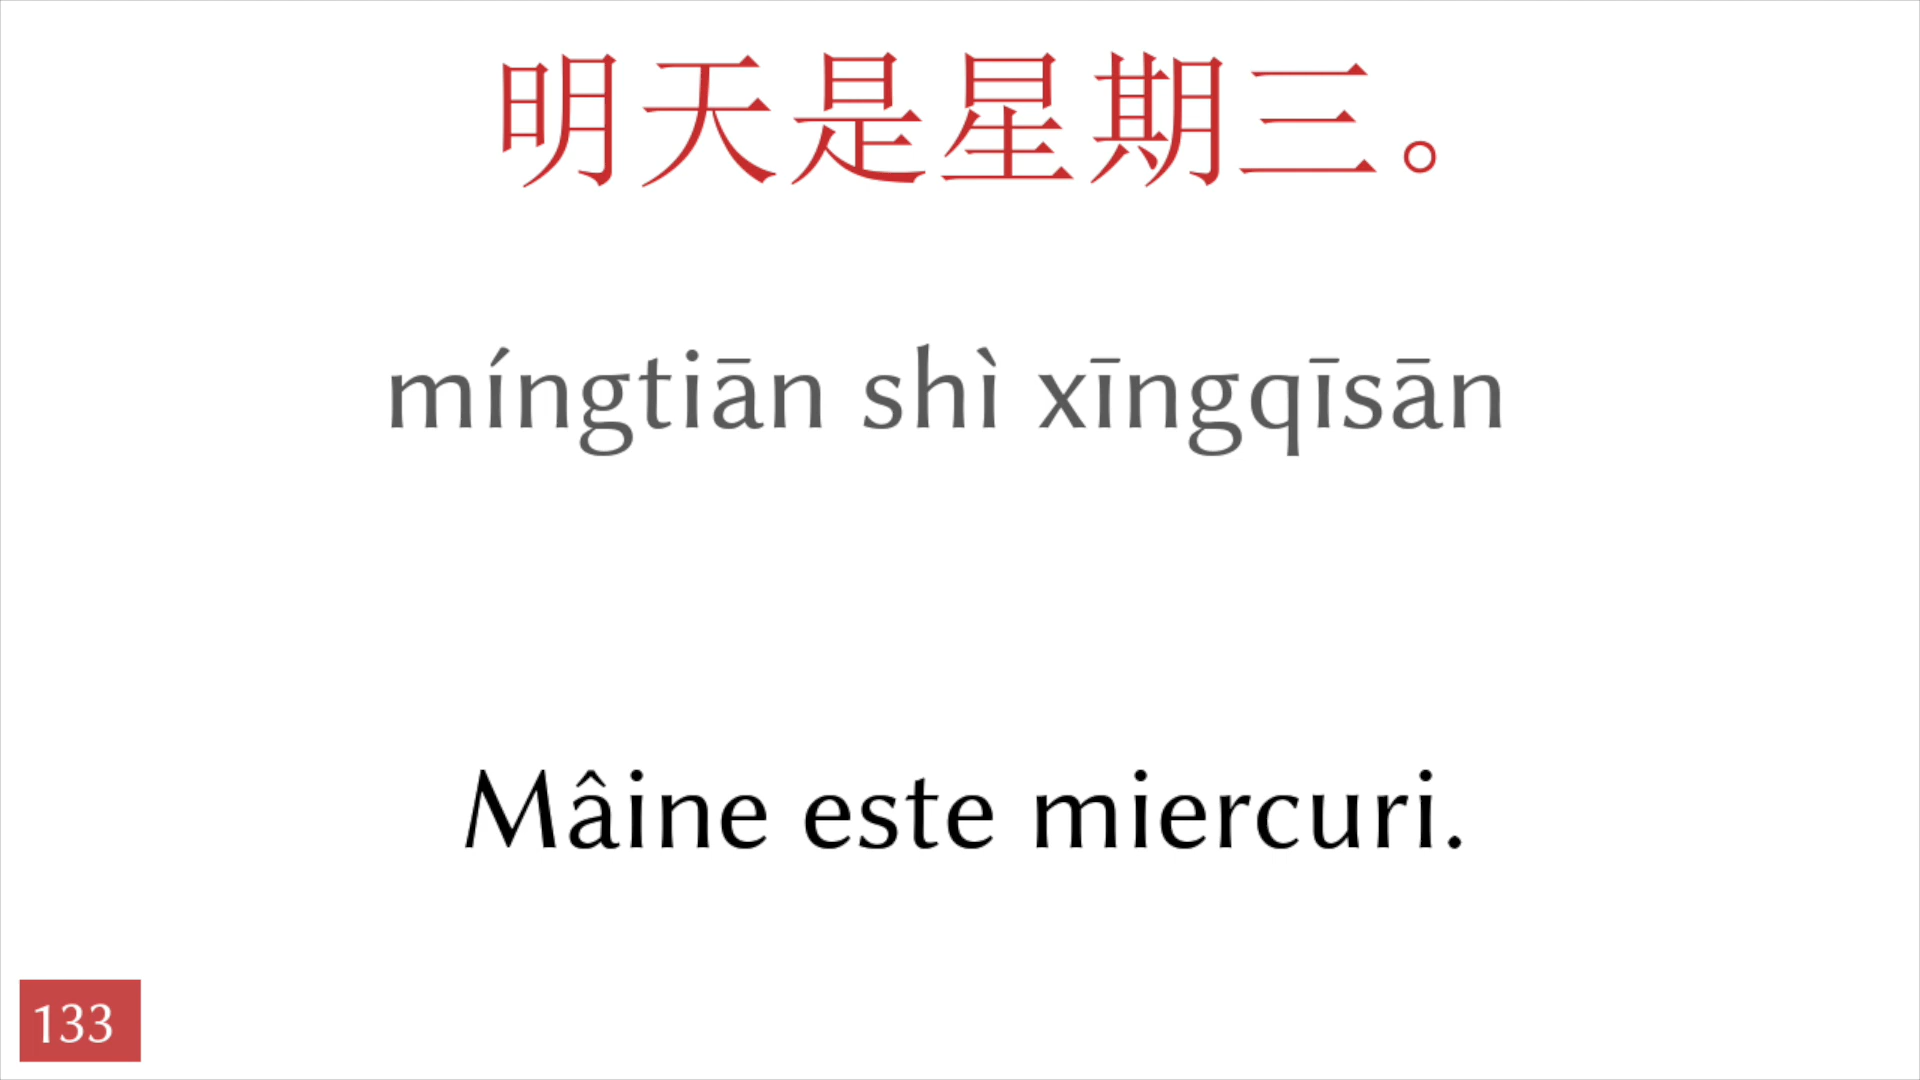 明天是星期三。
míngtiān shì xīngqīsān
Mâine este miercuri.
133